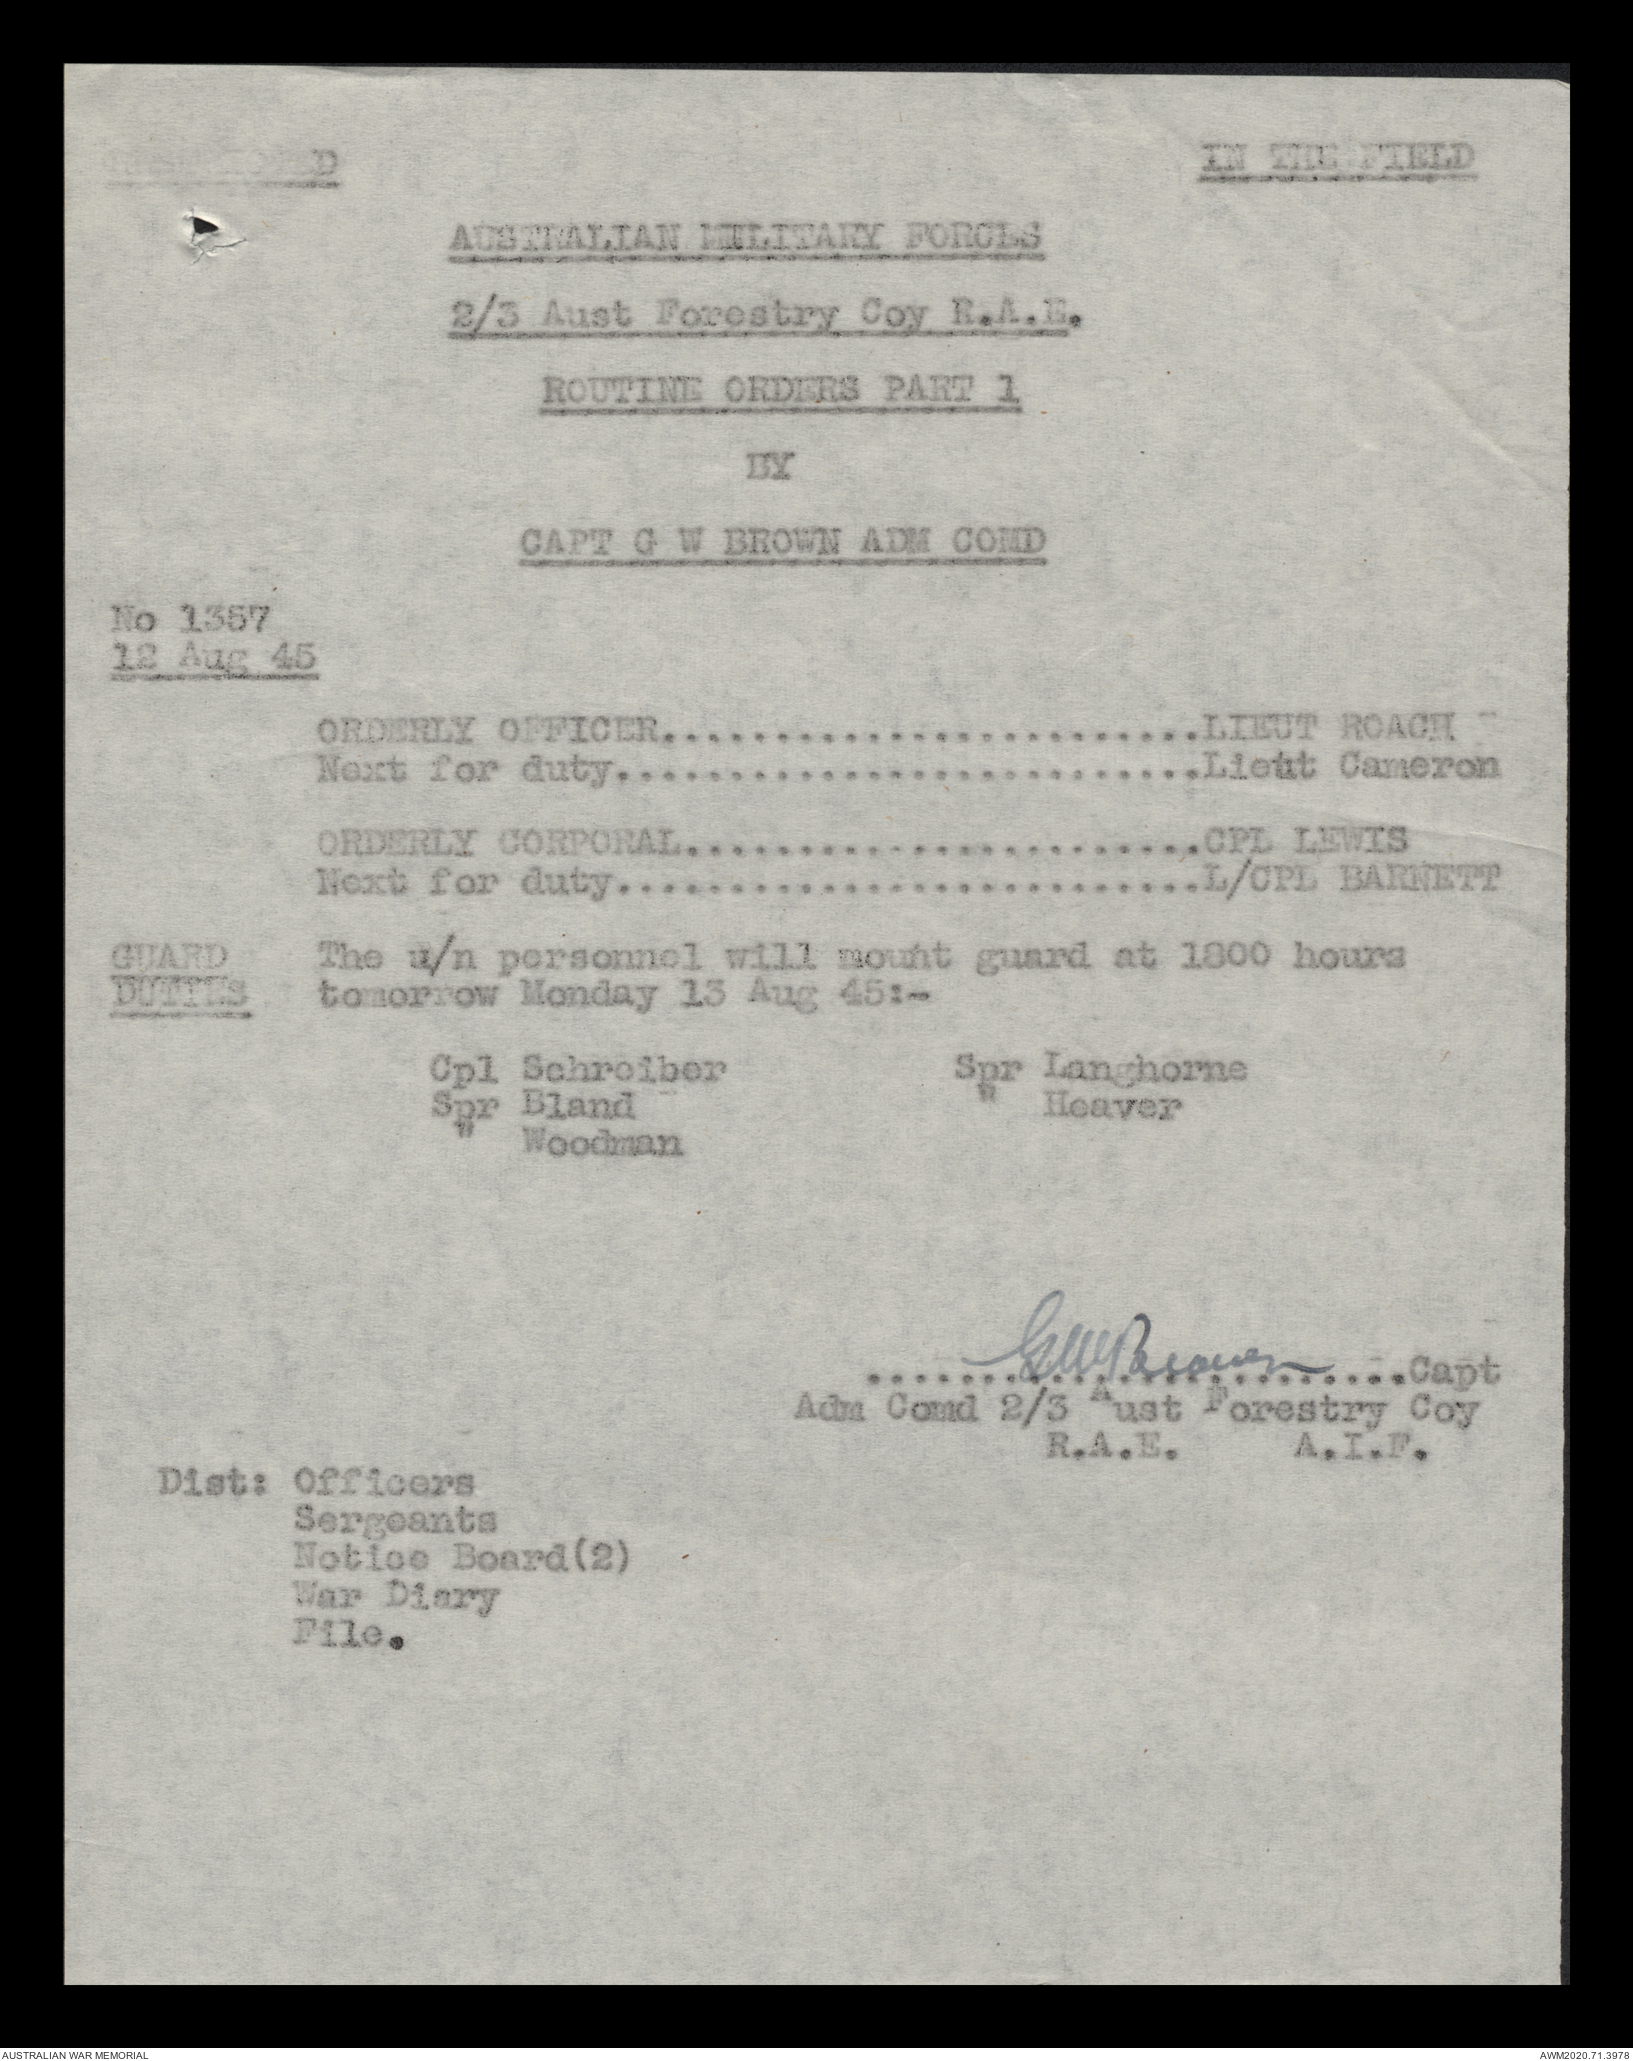 IN THE FIELD
AUSTRALIAN MILITARY FORCES
2/3 Aust Forestry Coy R.A.E.
ROUTINE ORDERS PART 1
BY
CAPT G W BROWN ADM COMD
No 1357
12 Aug 45
ORDERLY OFFICER........................LIEUT ROACH
Next for duty..........................Lieut Cameron
ORDERLY CORPORAL.......................CPL LEWIS
Next for duty..........................L/CPL BARNETT
GUARD DUTIES The u/n personnel will mount guard at 1800 hours
tomorrow Monday 13 Aug 45:-
Cpl Schreiber Spr Langhorne
Spr Bland " Heaver
" Woodman
GWBrown
........................Capt
Adm Comd 2/3 Aust Forestry Coy
R.A.E. A.I.F.
Dist: Officers
Sergeants
Notice Board(2)
War Diary
File.
AUSTRALIAN WAR MEMORIAL AWM2020.71.3978